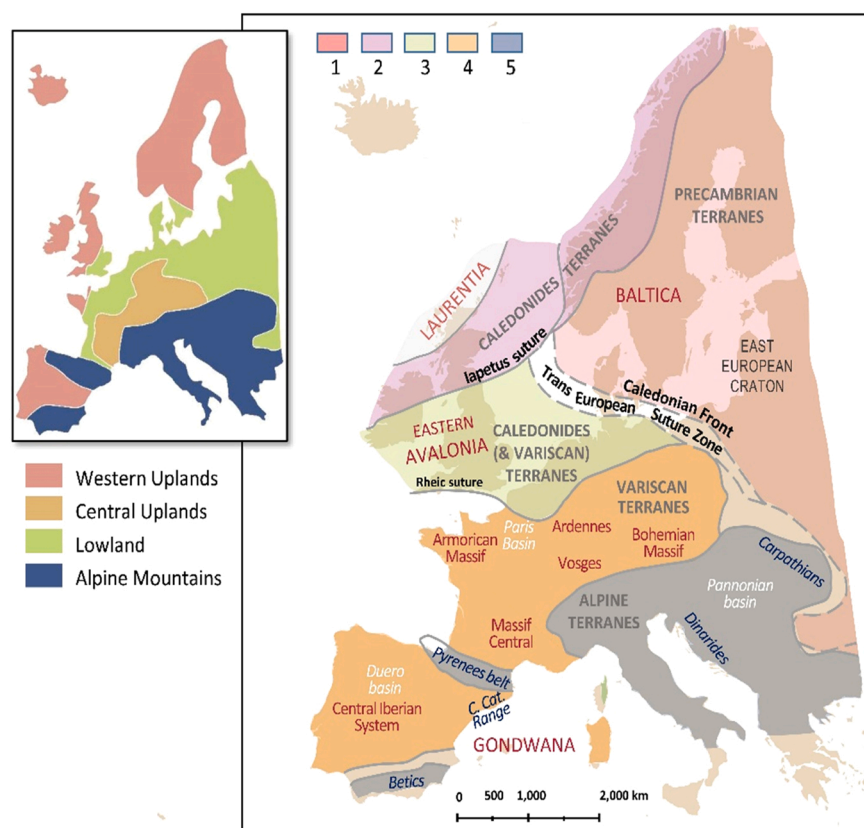 1 2 3 4 5
Western Uplands
Central Uplands
Lowland
Alpine Mountains
PRECAMBRIAN
TERRANES
LAURENTIA
CALEDONIDES
TERRANES
BALTICA
Iapetus suture
EAST
EUROPEAN
CRATON
Trans European
Suture Zone
Caledonian Front
EASTERN
AVALONIA
CALEDONIDES
(& VARISCAN)
TERRANES
Rheic suture
VARISCAN
TERRANES
Paris
Basin
Ardennes
Armorican
Massif
Bohemian
Massif
Vosges
Carpathians
Pannonian
basin
ALPINE
TERRANES
Dinarides
Massif
Central
Pyrenees belt
Duero
basin
Central Iberian
System
C. Cat.
Range
GONDWANA
Betics
0 500 1,000 2,000 km